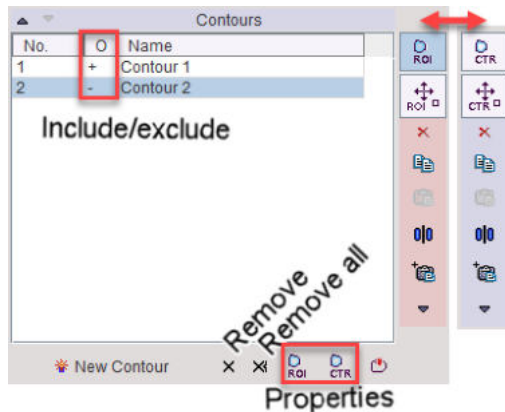 Contours
No. O Name
1 + Contour 1
2 - Contour 2
Include/exclude
ROI
CTR
ROI
CTR
Remove
Remove all
New Contour
ROI
CTR
Properties